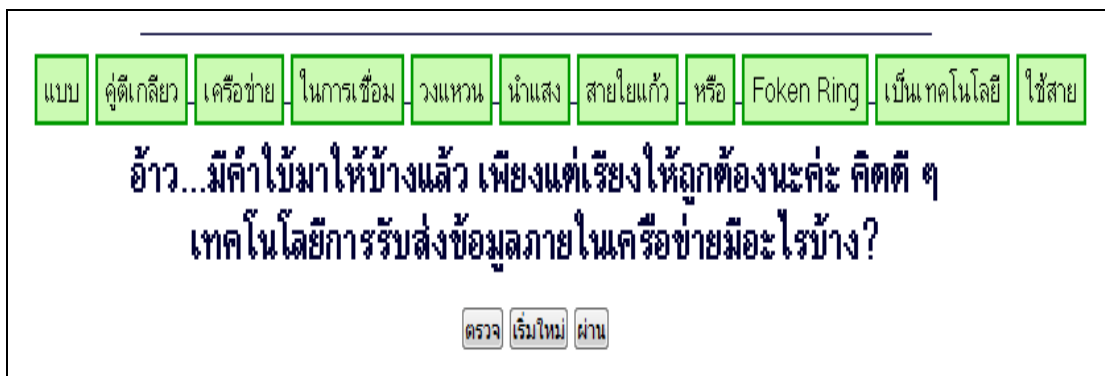 แบบ คู่ตีเกลียว เครือข่าย ในการเชื่อม วงแหวน นำแสง สายใยแก้ว หรือ Foken Ring เป็นเทคโนโลยี ใช้สาย
อ้าว...มีคำใบ้มาให้บ้างแล้ว เพียงแต่เรียงให้ถูกต้องนะค่ะ คิดดี ๆ
เทคโนโลยีการรับส่งข้อมูลภายในเครือข่ายมีอะไรบ้าง?
ตรวจ เริ่มใหม่ ผ่าน